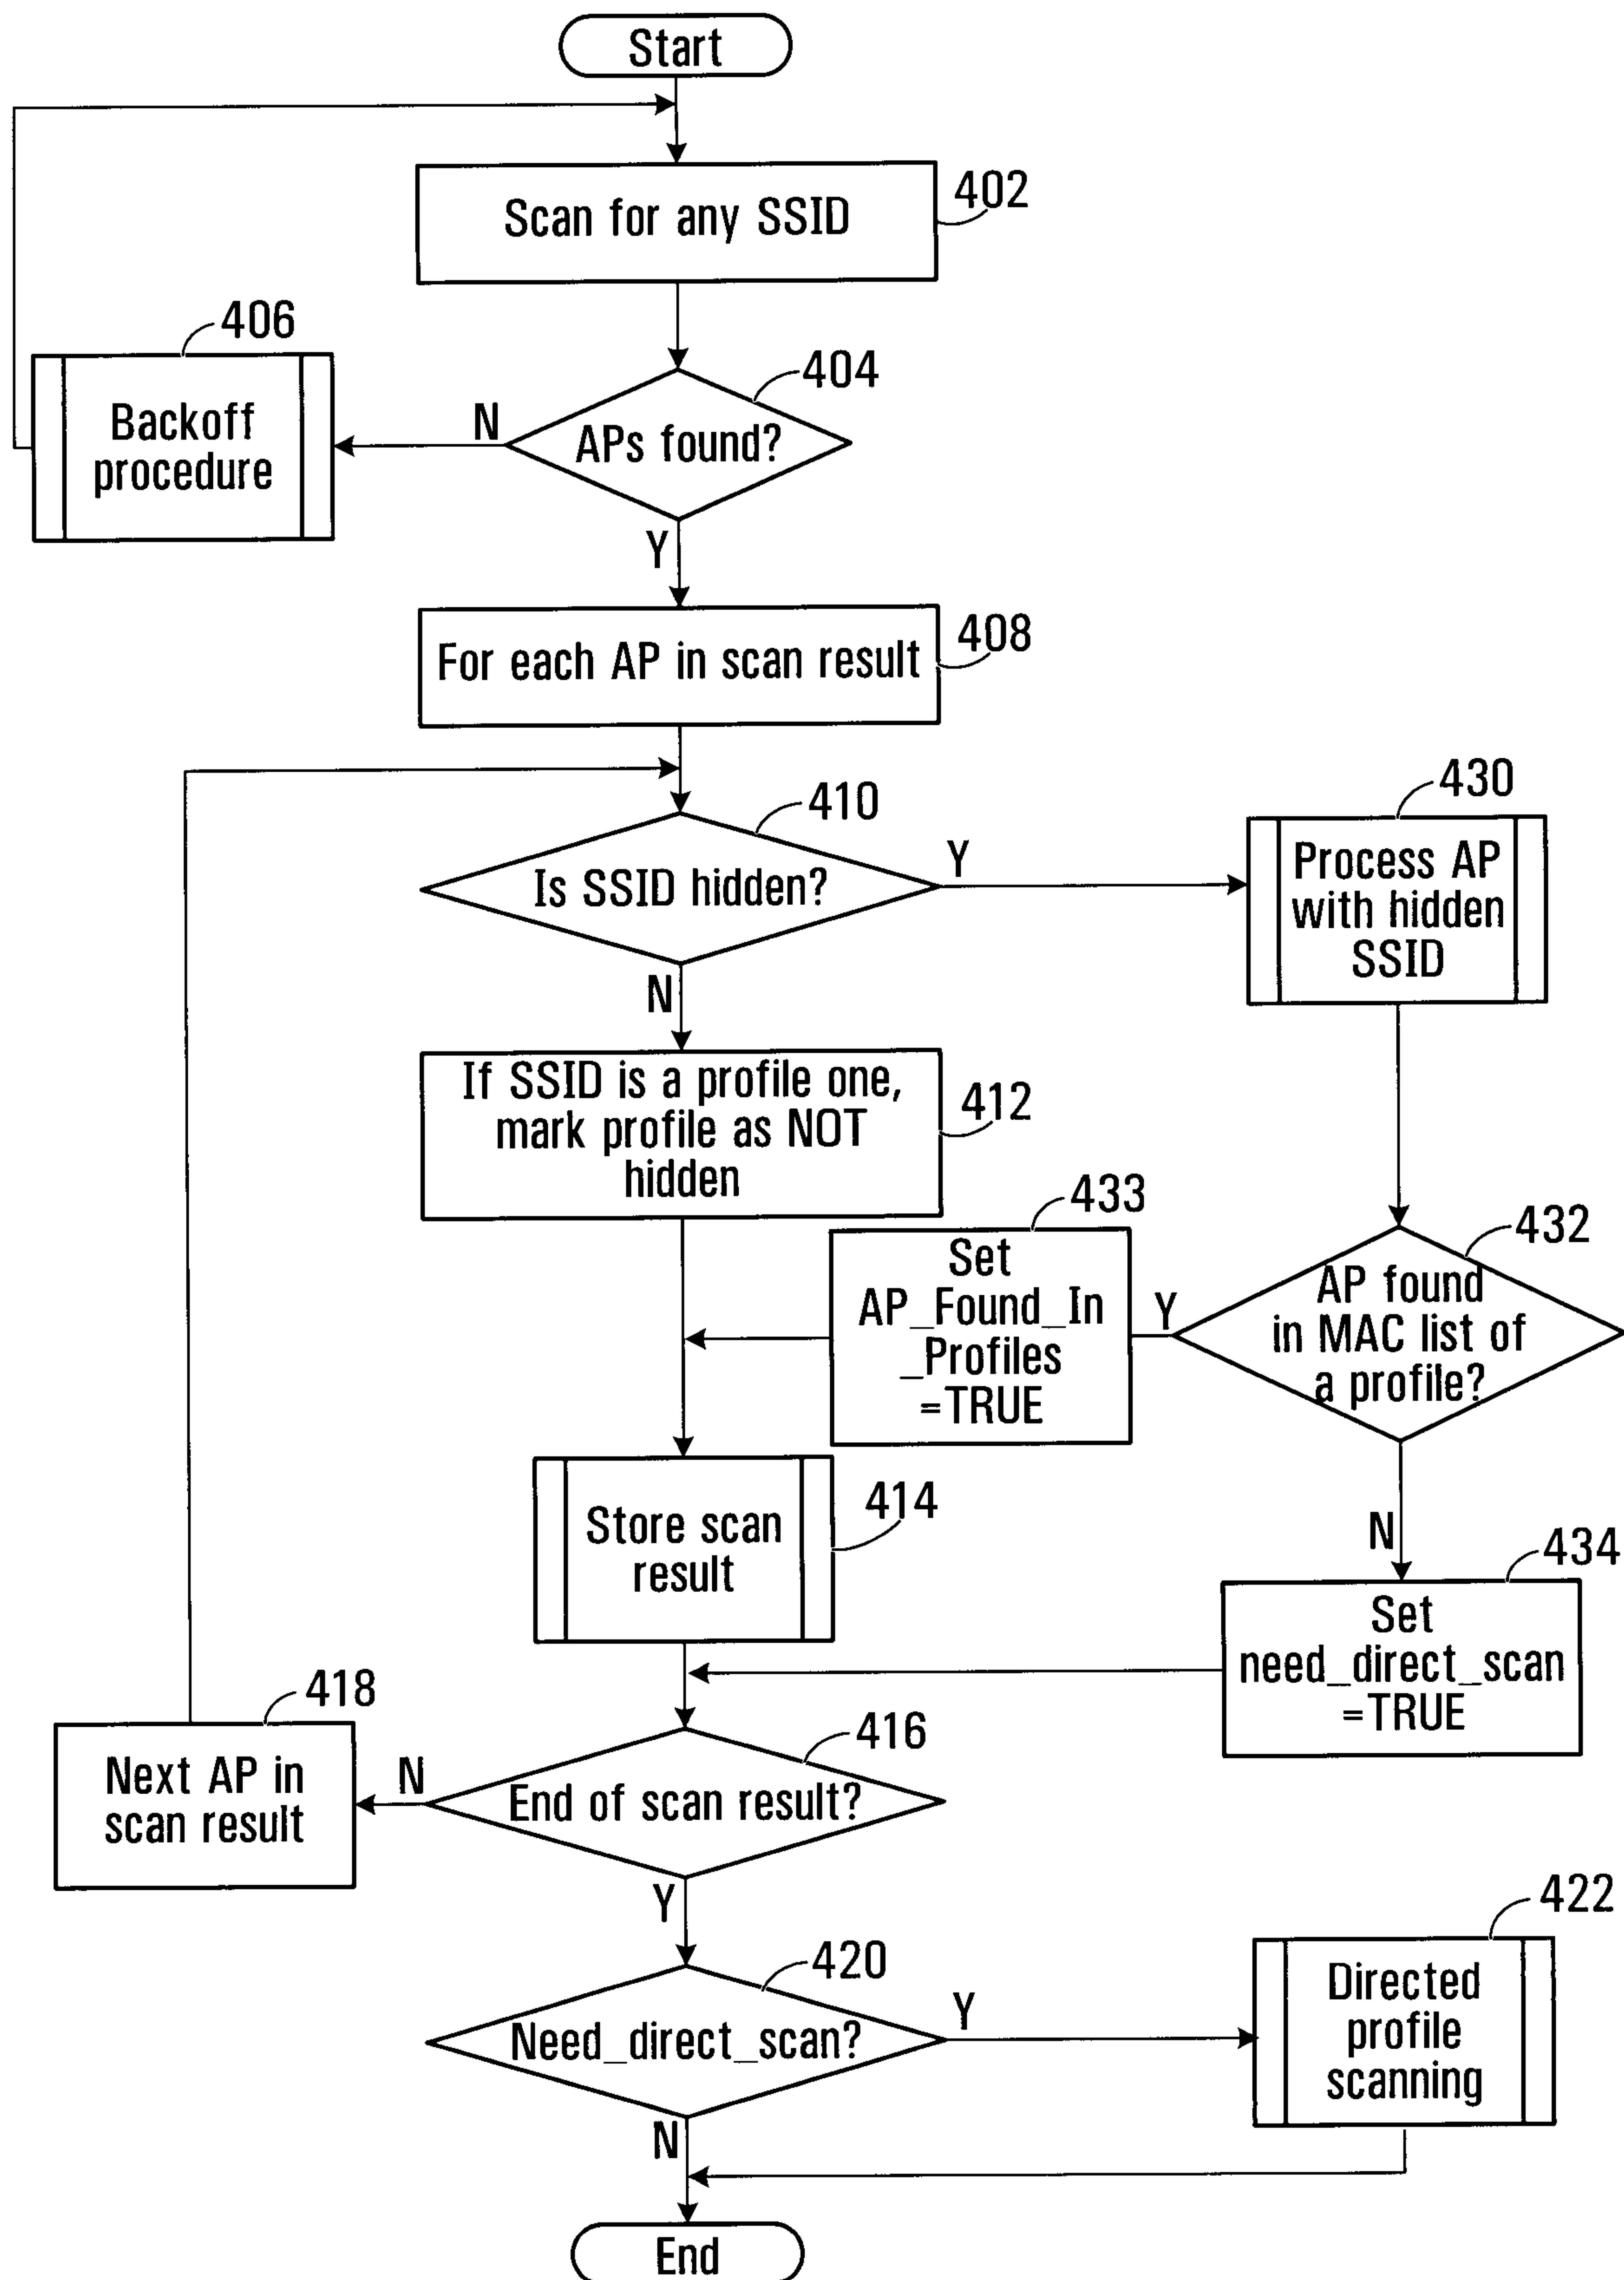 Start
402
Scan for any SSID
406
404
Backoff
procedure
N
APs found?
Y
408
For each AP in scan result
430
410
Y
Process AP
with hidden
SSID
Is SSID hidden?
N
If SSID is a profile one,
mark profile as NOT
hidden
412
433
432
Set
AP_Found_In
_Profiles
=TRUE
Y
AP found
in MAC list of
a profile?
414
Store scan
result
N
434
Set
need_direct_scan
=TRUE
418
416
Next AP in
scan result
N
End of scan result?
Y
422
420
Y
Directed
profile
scanning
Need_direct_scan?
N
End